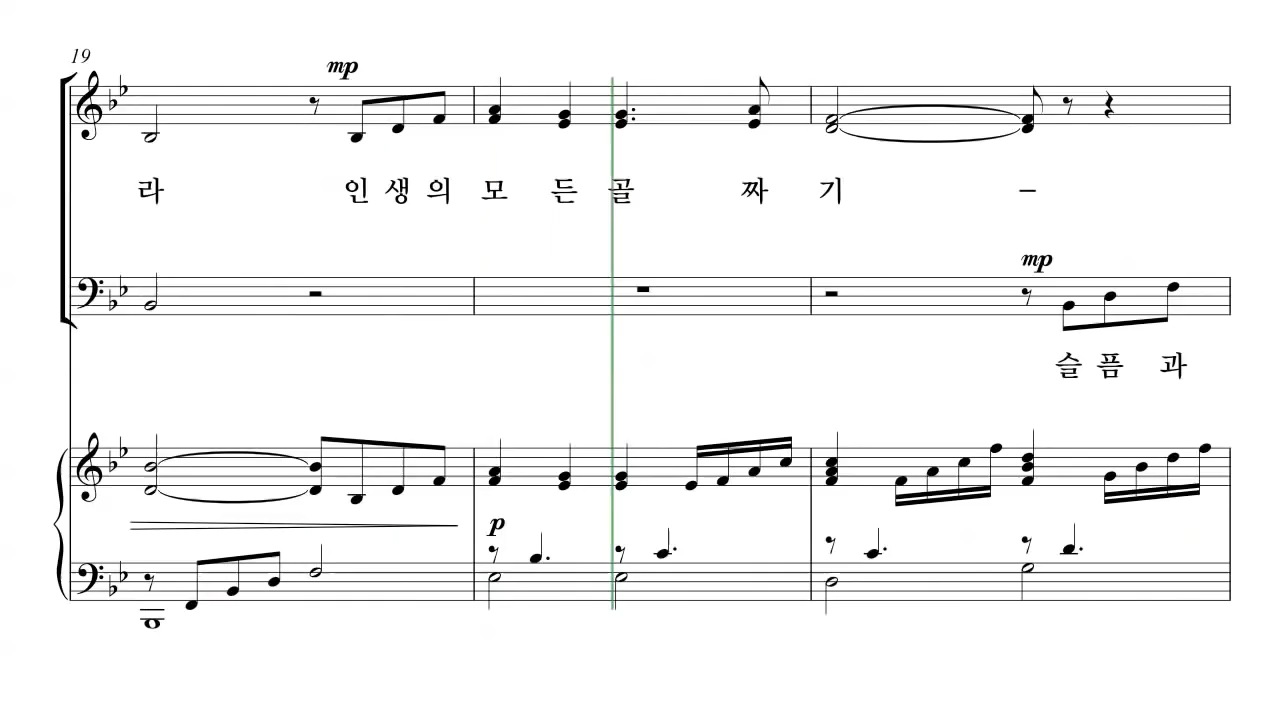 19
mp
라 인 생 의 모 든 골 짜 기 –
mp
슬 픔 과
p